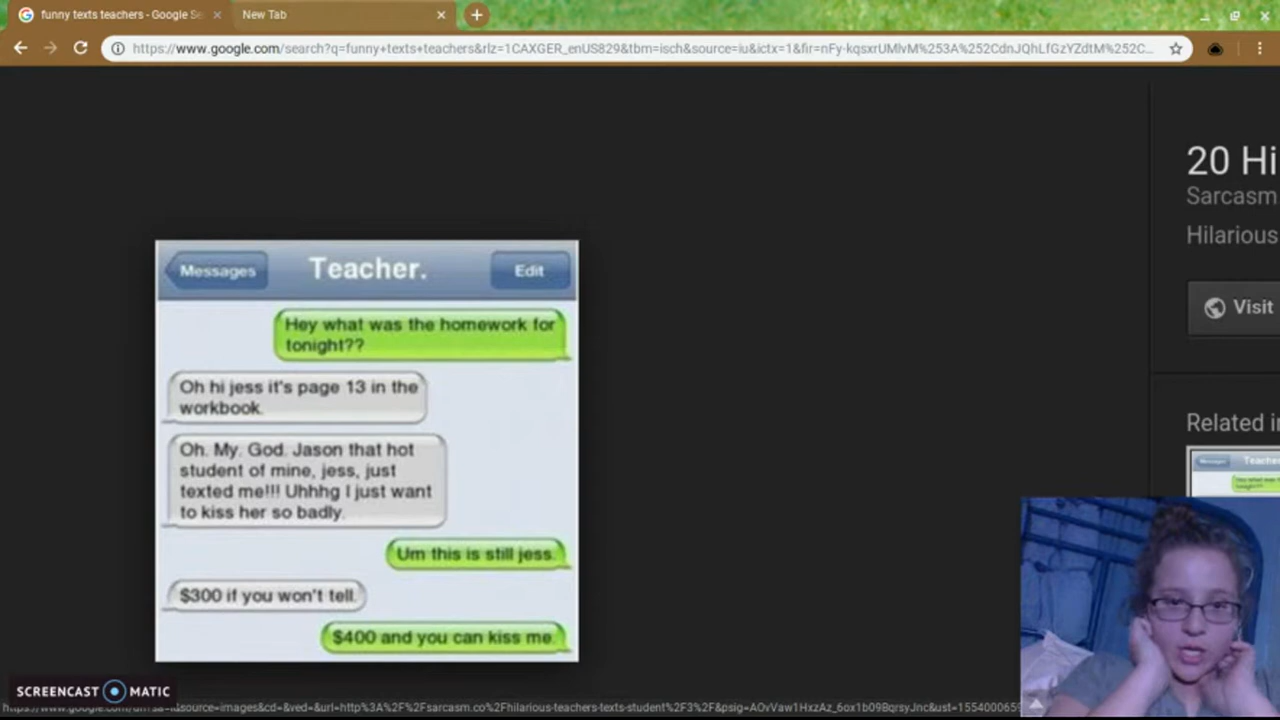 funny texts teachers - Google Se
New Tab
https://www.google.com/search?q=funny+texts+teachers&rlz=1CAXGER_enUS829&tbm=isch&source=iu&ictx=1&fir=nFy-kqsxrUMlvM%253A%252CdnJQhLfGzYZdtM%252C...
20 Hi
Sarcasm
Hilarious
Visit
Related i
Messages
Teacher.
Edit
Hey what was the homework for
tonight??
Oh hi jess it's page 13 in the
workbook.
Oh. My. God. Jason that hot
student of mine, jess, just
texted me!!! Uhhhg I just want
to kiss her so badly.
Um this is still jess.
$300 if you won't tell.
$400 and you can kiss me.
SCREENCAST MATIC